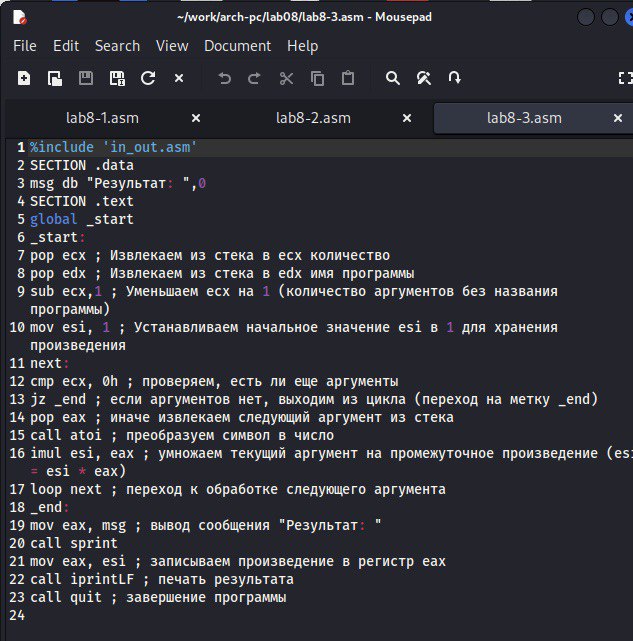 ~/work/arch-pc/lab08/lab8-3.asm - Mousepad
File Edit Search View Document Help
lab8-1.asm × lab8-2.asm × lab8-3.asm ×
1 %include 'in_out.asm'
2 SECTION .data
3 msg db "Результат: ",0
4 SECTION .text
5 global _start
6 _start:
7 pop ecx ; Извлекаем из стека в ecx количество
8 pop edx ; Извлекаем из стека в edx имя программы
9 sub ecx,1 ; Уменьшаем ecx на 1 (количество аргументов без названия
программы)
10 mov esi, 1 ; Устанавливаем начальное значение esi в 1 для хранения
произведения
11 next:
12 cmp ecx, 0h ; проверяем, есть ли еще аргументы
13 jz _end ; если аргументов нет, выходим из цикла (переход на метку _end)
14 pop eax ; иначе извлекаем следующий аргумент из стека
15 call atoi ; преобразуем символ в число
16 imul esi, eax ; умножаем текущий аргумент на промежуточное произведение (esi
= esi * eax)
17 loop next ; переход к обработке следующего аргумента
18 _end:
19 mov eax, msg ; вывод сообщения "Результат: "
20 call sprint
21 mov eax, esi ; записываем произведение в регистр eax
22 call iprintLF ; печать результата
23 call quit ; завершение программы
24